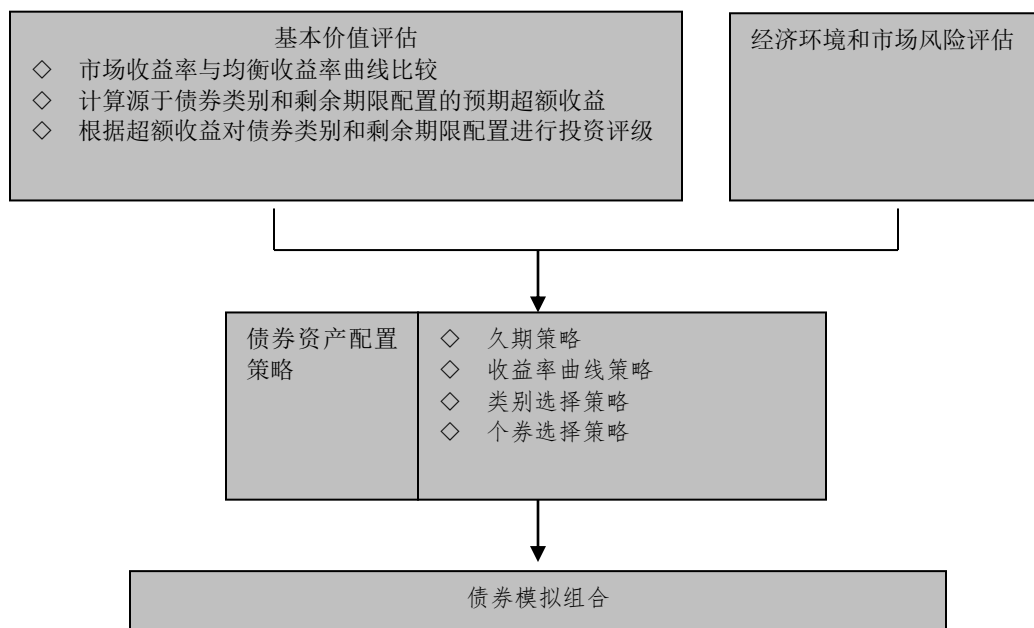 基本价值评估
◇ 市场收益率与均衡收益率曲线比较
◇ 计算源于债券类别和剩余期限配置的预期超额收益
◇ 根据超额收益对债券类别和剩余期限配置进行投资评级
经济环境和市场风险评估
债券资产配置
策略
◇ 久期策略
◇ 收益率曲线策略
◇ 类别选择策略
◇ 个券选择策略
债券模拟组合